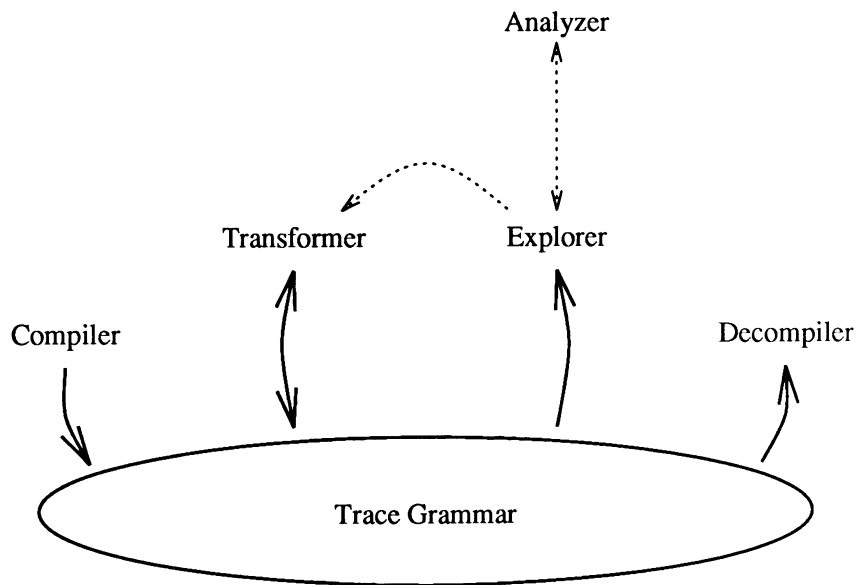 Analyzer
Transformer
Explorer
Compiler
Decompiler
Trace Grammar